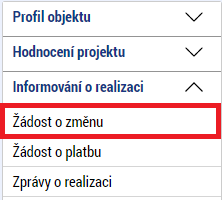 Profil objektu
Hodnocení projektu
Informování o realizaci
Žádost o změnu
Žádost o platbu
Zprávy o realizaci